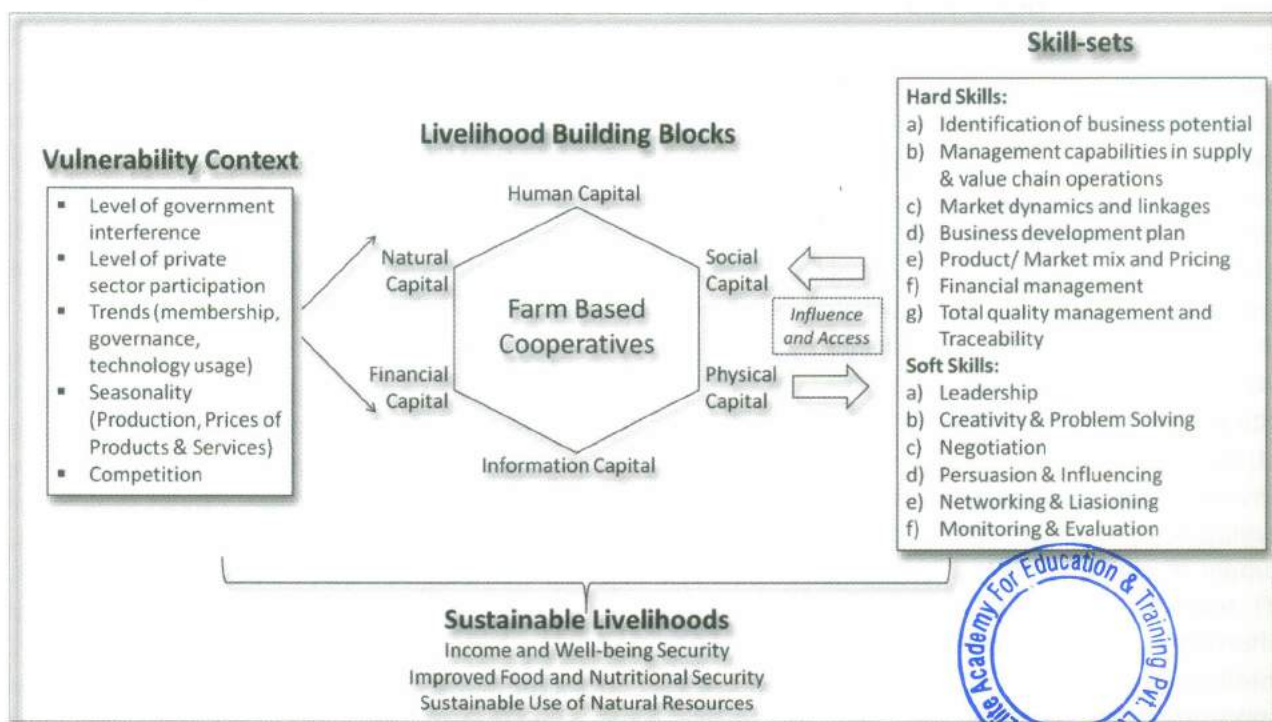 Skill-sets
Hard Skills:
a) Identification of business potential
b) Management capabilities in supply
& value chain operations
c) Market dynamics and linkages
d) Business development plan
e) Product/ Market mix and Pricing
f) Financial management
g) Total quality management and
Traceability
Soft Skills:
a) Leadership
b) Creativity & Problem Solving
c) Negotiation
d) Persuasion & Influencing
e) Networking & Liasioning
f) Monitoring & Evaluation
Livelihood Building Blocks
Human Capital
Natural
Capital
Social
Capital
Farm Based
Cooperatives
Influence
and Access
Financial
Capital
Physical
Capital
Information Capital
Vulnerability Context
▪ Level of government
interference
▪ Level of private
sector participation
▪ Trends (membership,
governance,
technology usage)
▪ Seasonality
(Production, Prices of
Products & Services)
▪ Competition
Sustainable Livelihoods
Income and Well-being Security
Improved Food and Nutritional Security
Sustainable Use of Natural Resources
Academy For Education & Training Pvt.